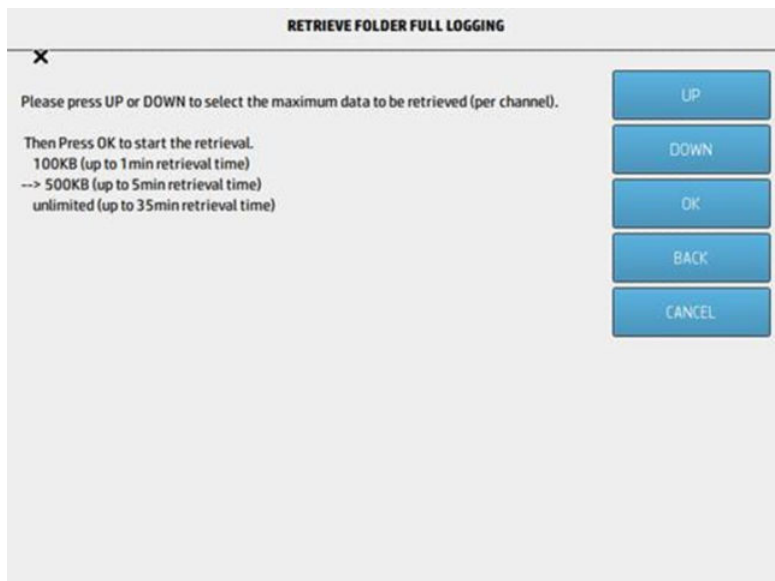 RETRIEVE FOLDER FULL LOGGING
Please press UP or DOWN to select the maximum data to be retrieved (per channel).
Then Press OK to start the retrieval.
100KB (up to 1min retrieval time)
--> 500KB (up to 5min retrieval time)
unlimited (up to 35min retrieval time)
UP
DOWN
OK
BACK
CANCEL